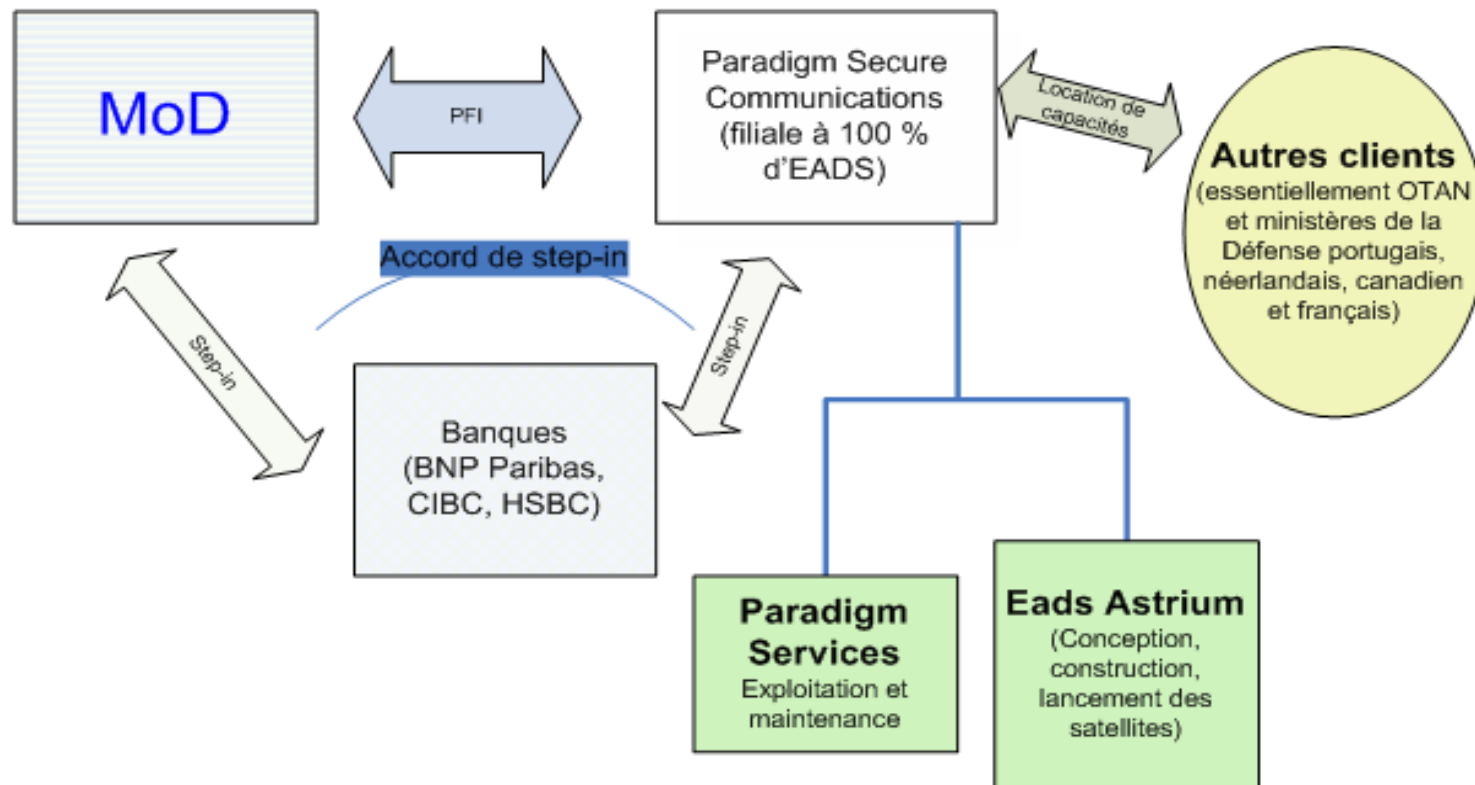 MoD
PFI
Paradigm Secure
Communications
(filiale à 100 %
d'EADS)
Location de
capacités
Autres clients
(essentiellement OTAN
et ministères de la
Défense portugais,
néerlandais, canadien
et français)
Accord de step-in
Step-in
Step-in
Banques
(BNP Paribas,
CIBC, HSBC)
Paradigm
Services
Exploitation et
maintenance
Eads Astrium
(Conception,
construction,
lancement des
satellites)